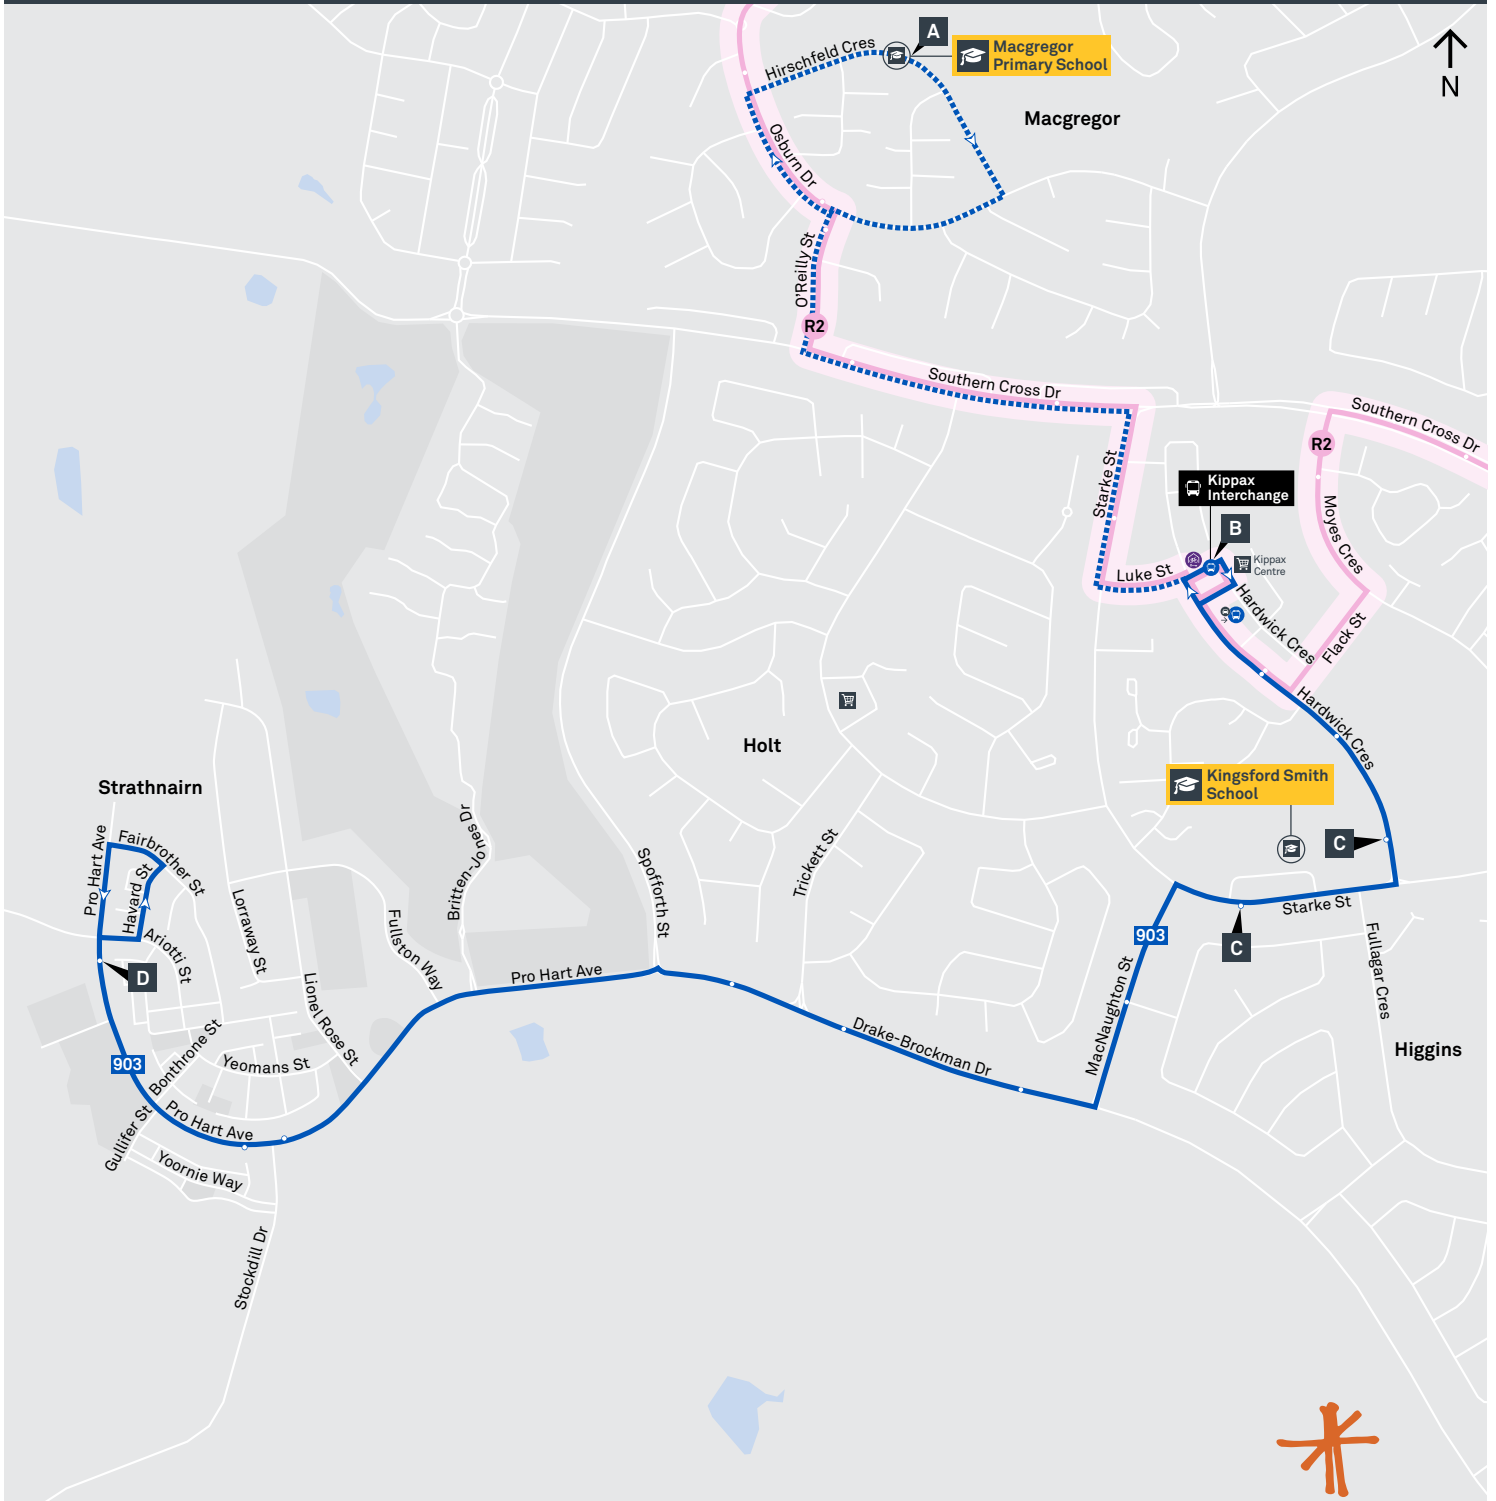 A
Macgregor
Primary School
Hirschfeld Cres
N
Macgregor
Osburn Dr
O'Reilly St
R2
Southern Cross Dr
Southern Cross Dr
R2
Starke St
Kippax
Interchange
B
Moyes Cres
Kippax
Centre
Luke St
Hardwick Cres
Flack St
Hardwick Cres
Holt
Kingsford Smith
School
C
Strathnairn
Pro Hart Ave
Fairbrother St
Havard St
Ariotti St
Britten-Jones Dr
Spofforth St
Trickett St
Lorraway St
Fullston Way
Starke St
903
C
Fullagar Cres
D
Pro Hart Ave
Lionel Rose St
MacNaughton St
Drake-Brockman Dr
Higgins
903
Bonthrone St
Yeomans St
Pro Hart Ave
Gullifer St
Yoornie Way
Stockdill Dr